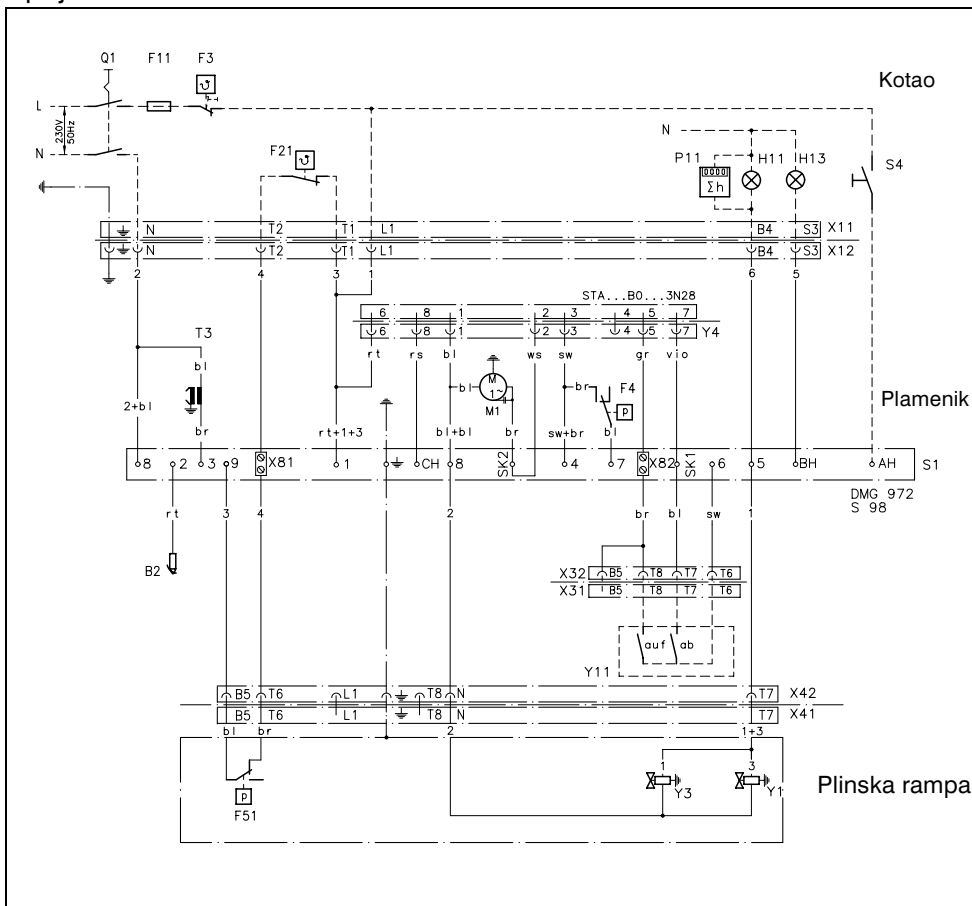 Q1 F11 F3
Kotao
L
230V
50Hz
N
N
P11 H11 H13
F21
S4
Σh
N T2 T1 L1 B4 S3 X11
N T2 T1 L1 B4 S3 X12
2 4 3 1 6 5
STA...B0...3N28
6 8 1 2 3 4 5 7
6 8 1 2 3 4 5 7 Y4
T3
rt rs bl ws sw gr vio
bl
M
1~
M1
bl
br
F4
P
Plamenik
2+bl
br
rt+1+3
bl+bl
br
sw+br
bl
8 2 3 9 X81 1 CH 8 SK2 4 7 X82 SK1 6 5 BH AH S1
DMG 972
S 98
rt 3 4 2 br bl sw 1
B2
X32 B5 T8 T7 T6
X31 B5 T8 T7 T6
auf ab
Y11
B5 T6 L1 T8 N T7 X42
B5 T6 L1 T8 N T7 X41
bl br 2 1+3
1 3
Y3 Y1
Plinska rampa
P
F51